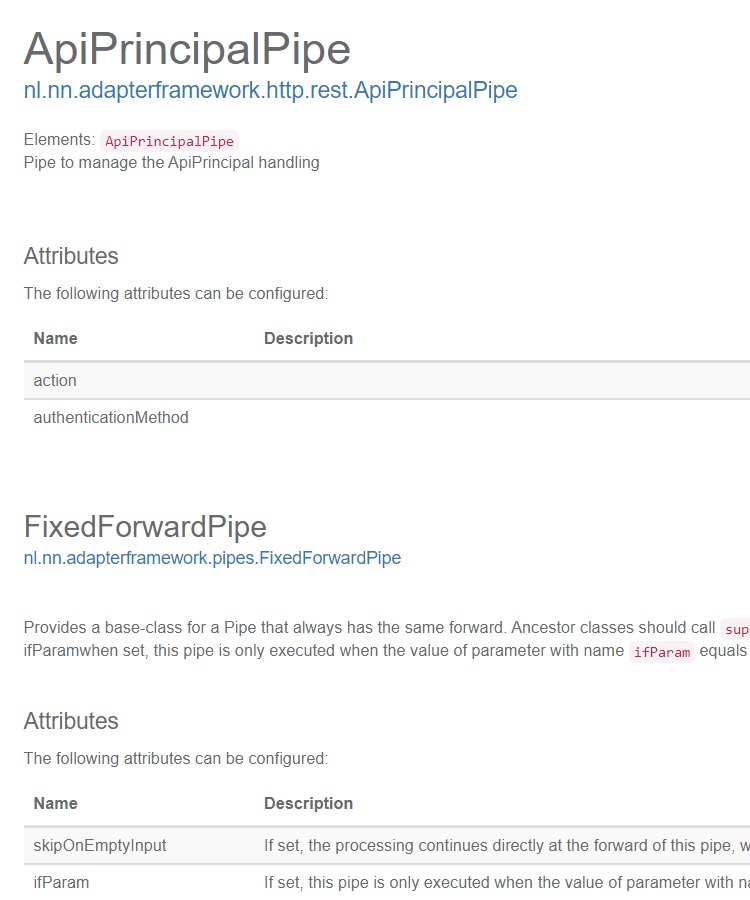 ApiPrincipalPipe
nl.nn.adapterframework.http.rest.ApiPrincipalPipe
Elements: ApiPrincipalPipe
Pipe to manage the ApiPrincipal handling
Attributes
The following attributes can be configured:
Name Description
action
authenticationMethod
FixedForwardPipe
nl.nn.adapterframework.pipes.FixedForwardPipe
Provides a base-class for a Pipe that always has the same forward. Ancestor classes should call sup
ifParamwhen set, this pipe is only executed when the value of parameter with name ifParam equals
Attributes
The following attributes can be configured:
Name Description
skipOnEmptyInput If set, the processing continues directly at the forward of this pipe, w
ifParam If set, this pipe is only executed when the value of parameter with na